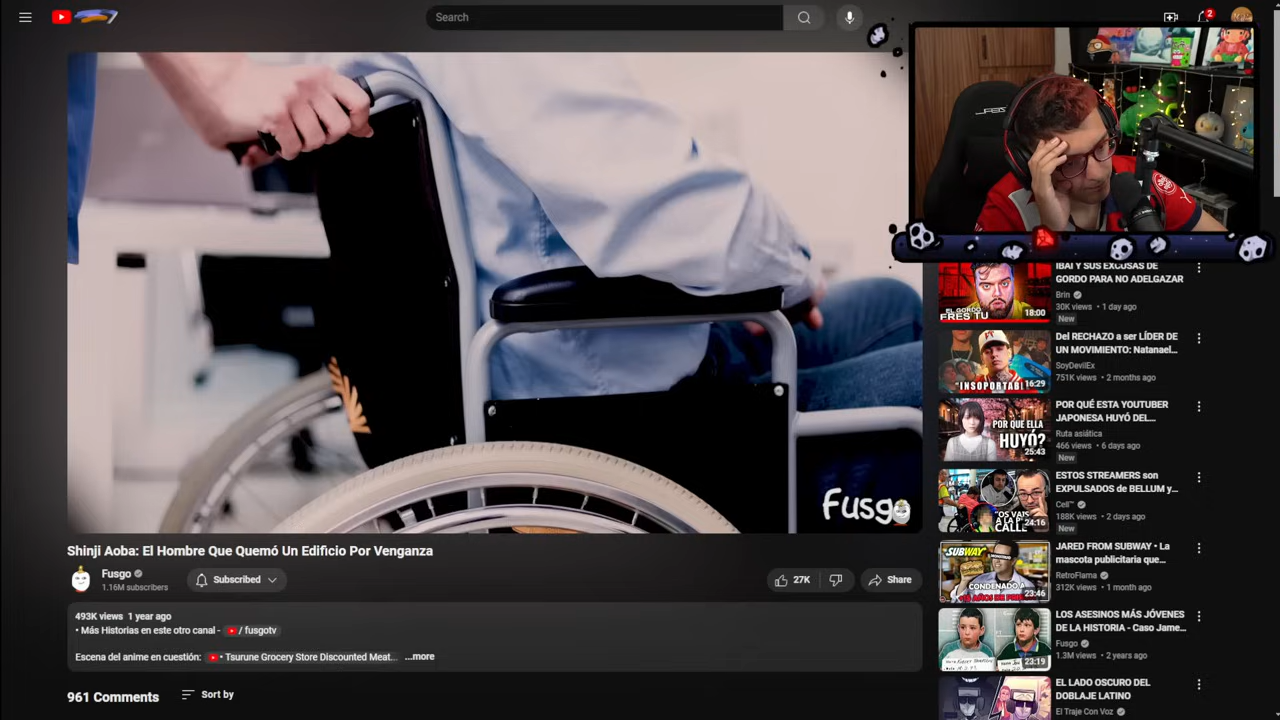 Search
2
Fusgo
Shinji Aoba: El Hombre Que Quemó Un Edificio Por Venganza
Fusgo
1.16M subscribers
Subscribed
27K
Share
493K views 1 year ago
• Más Historias en este otro canal - / fusgotv
Escena del anime en cuestión: • Tsurune Grocery Store Discounted Meat... ...more
961 Comments
Sort by
IBAI Y SUS EXCUSAS DE
GORDO PARA NO ADELGAZAR
Brin
30K views • 1 day ago
New
EL GORDO
ERES TU
18:00
Del RECHAZO a ser LÍDER DE
UN MOVIMIENTO: Natanael...
SoyDevilEx
751K views • 2 months ago
16:29
POR QUÉ ESTA YOUTUBER
JAPONESA HUYÓ DEL...
Ruta asiática
466 views • 6 days ago
New
POR QUÉ ELLA
HUYÓ?
25:43
ESTOS STREAMERS son
EXPULSADOS de BELLUM y...
Cell™
188K views • 2 days ago
New
CALLE
24:16
JARED FROM SUBWAY • La
mascota publicitaria que...
RetroFlama
312K views • 1 month ago
SUBWAY
CONDENADO A
23:46
LOS ASESINOS MÁS JÓVENES
DE LA HISTORIA - Caso Jame...
Fusgo
1.3M views • 2 years ago
23:19
EL LADO OSCURO DEL
DOBLAJE LATINO
El Traje Con Voz